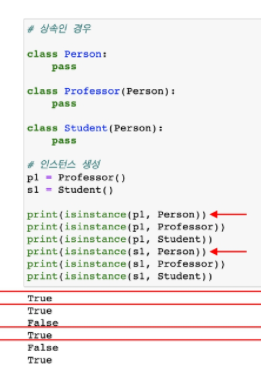 # 상속인 경우
class Person:
    pass
class Professor(Person):
    pass
class Student(Person):
    pass
# 인스턴스 생성
p1 = Professor()
s1 = Student()
print(isinstance(p1, Person))
print(isinstance(p1, Professor))
print(isinstance(p1, Student))
print(isinstance(s1, Person))
print(isinstance(s1, Professor))
print(isinstance(s1, Student))
True
True
False
True
False
True